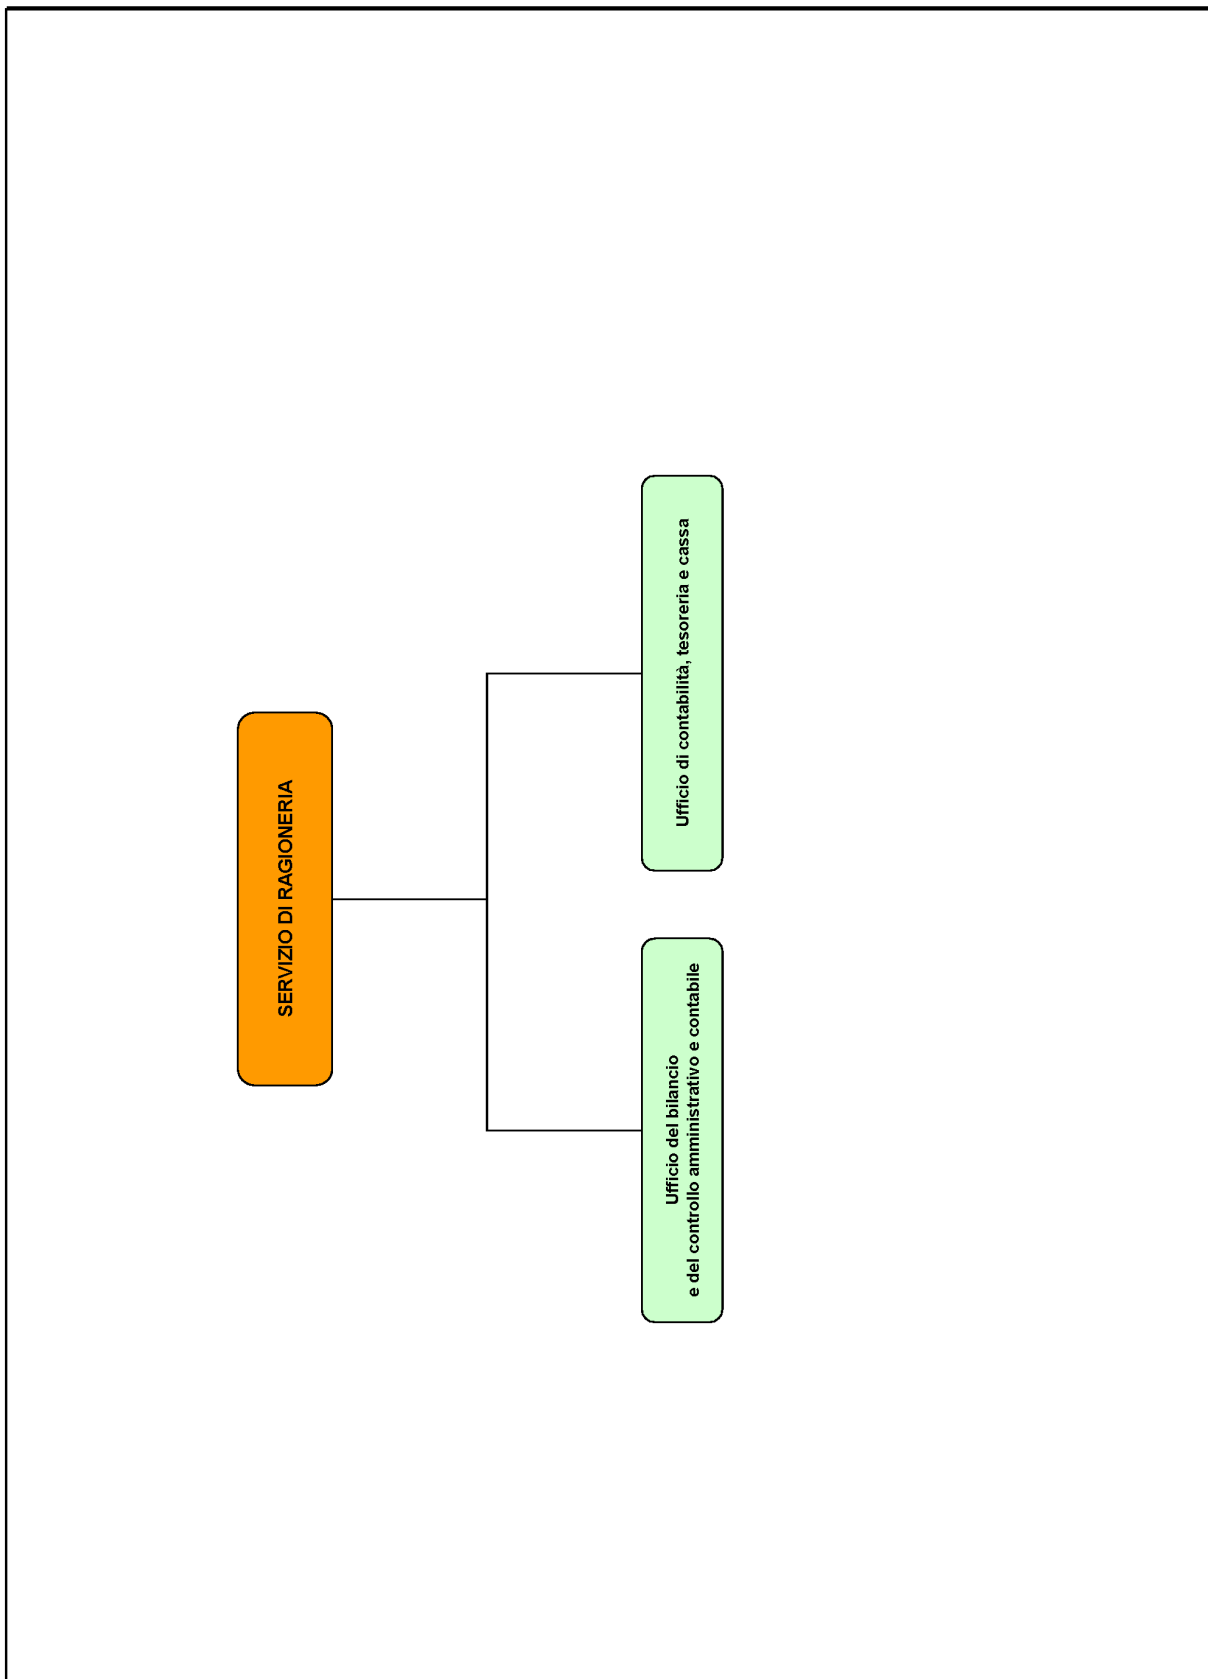 SERVIZIO DI RAGIONERIA
Ufficio del bilancio
e del controllo amministrativo e contabile
Ufficio di contabilità, tesoreria e cassa